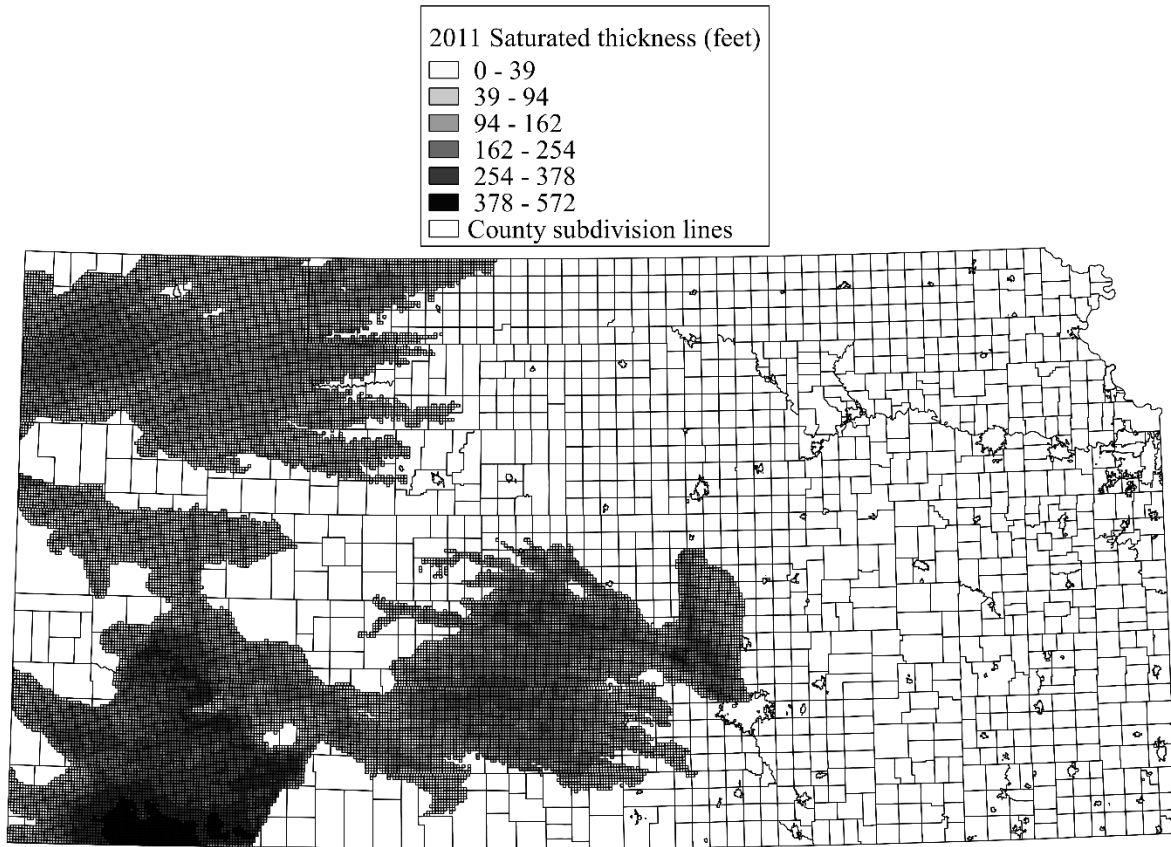 2011 Saturated thickness (feet)
0 - 39
39 - 94
94 - 162
162 - 254
254 - 378
378 - 572
County subdivision lines